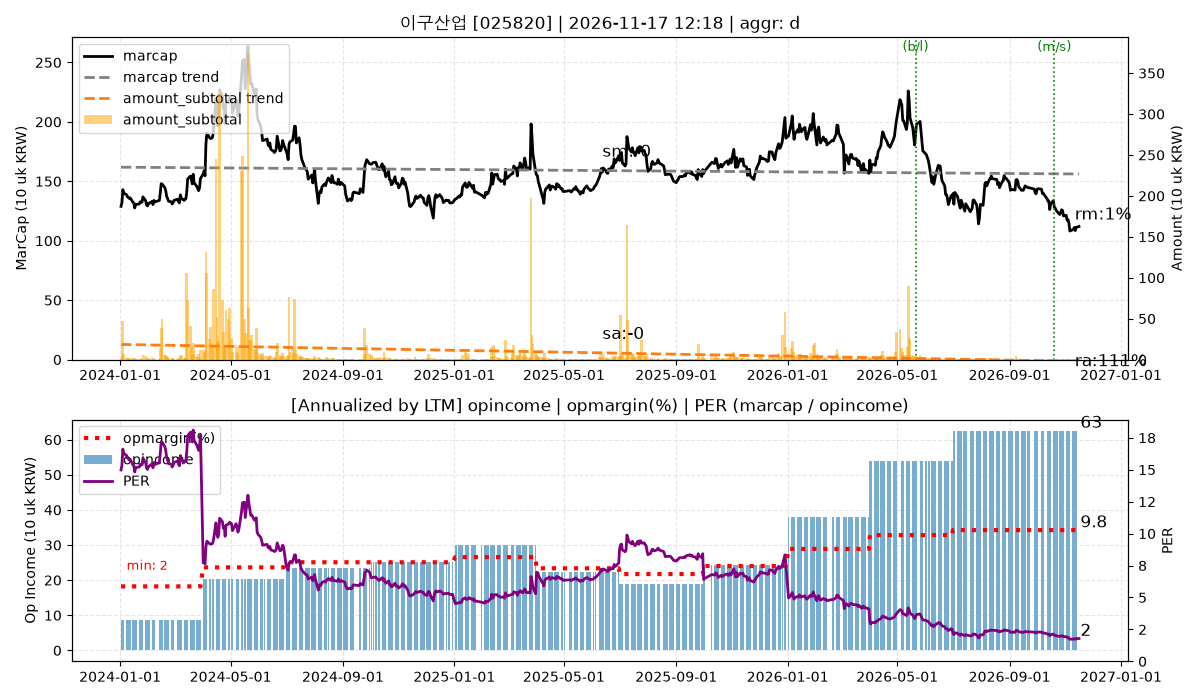 이구산업 [025820] | 2026-11-17 12:18 | aggr: d
marcap
marcap trend
amount_subtotal trend
amount_subtotal
(b/l)
(m/s)
sm:-0
rm:1%
sa:-0
ra:111%
MarCap (10 uk KRW)
250
200
150
100
50
0
Amount (10 uk KRW)
350
300
250
200
150
100
50
0
2024-01-01
2024-05-01
2024-09-01
2025-01-01
2025-05-01
2025-09-01
2026-01-01
2026-05-01
2026-09-01
2027-01-01
[Annualized by LTM] opincome | opmargin(%) | PER (marcap / opincome)
opmargin(%)
opincome
PER
min: 2
63
9.8
2
Op Income (10 uk KRW)
60
50
40
30
20
10
0
PER
18
15
12
10
8
5
2
0
2024-01-01
2024-05-01
2024-09-01
2025-01-01
2025-05-01
2025-09-01
2026-01-01
2026-05-01
2026-09-01
2027-01-01